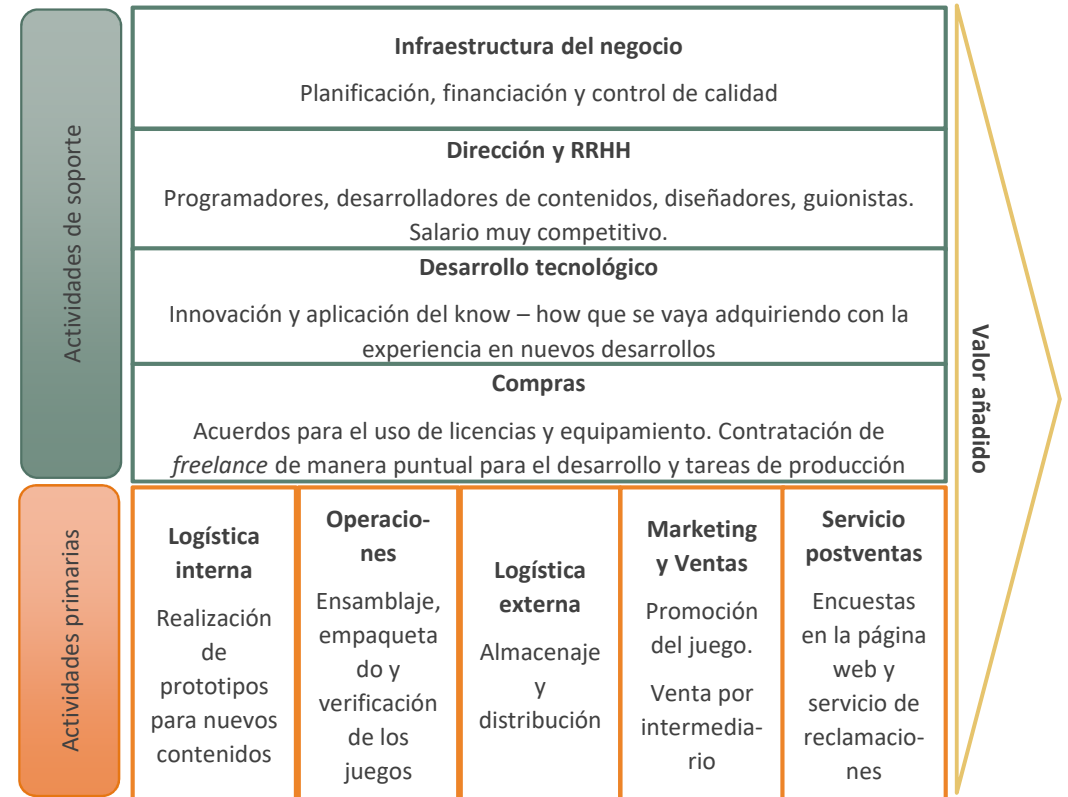 Actividades de soporte
Infraestructura del negocio
Planificación, financiación y control de calidad
Dirección y RRHH
Programadores, desarrolladores de contenidos, diseñadores, guionistas.
Salario muy competitivo.
Desarrollo tecnológico
Innovación y aplicación del know – how que se vaya adquiriendo con la
experiencia en nuevos desarrollos
Compras
Acuerdos para el uso de licencias y equipamiento. Contratación de
freelance de manera puntual para el desarrollo y tareas de producción
Actividades primarias
Logística
interna
Realización
de
prototipos
para nuevos
contenidos
Operacio-
nes
Ensamblaje,
empaqueta
do y
verificación
de los
juegos
Logística
externa
Almacenaje
y
distribución
Marketing
y Ventas
Promoción
del juego.
Venta por
intermedia-
rio
Servicio
postventas
Encuestas
en la página
web y
servicio de
reclamacio-
nes
Valor añadido